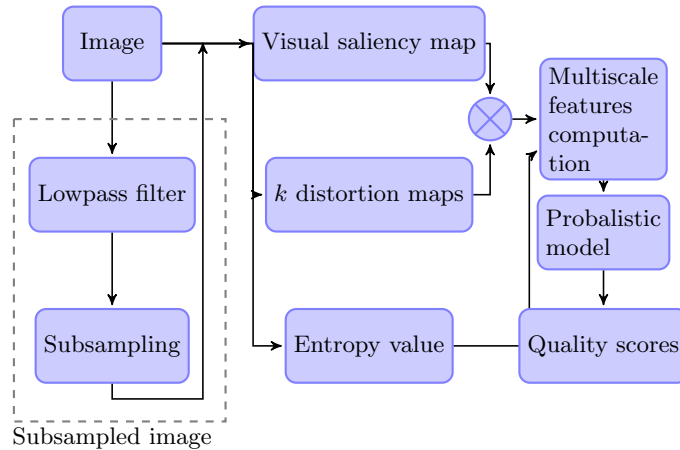 Image
Visual saliency map
Multiscale
features
computa-
tion
Lowpass filter
k distortion maps
Probalistic
model
Subsampling
Entropy value
Quality scores
Subsampled image